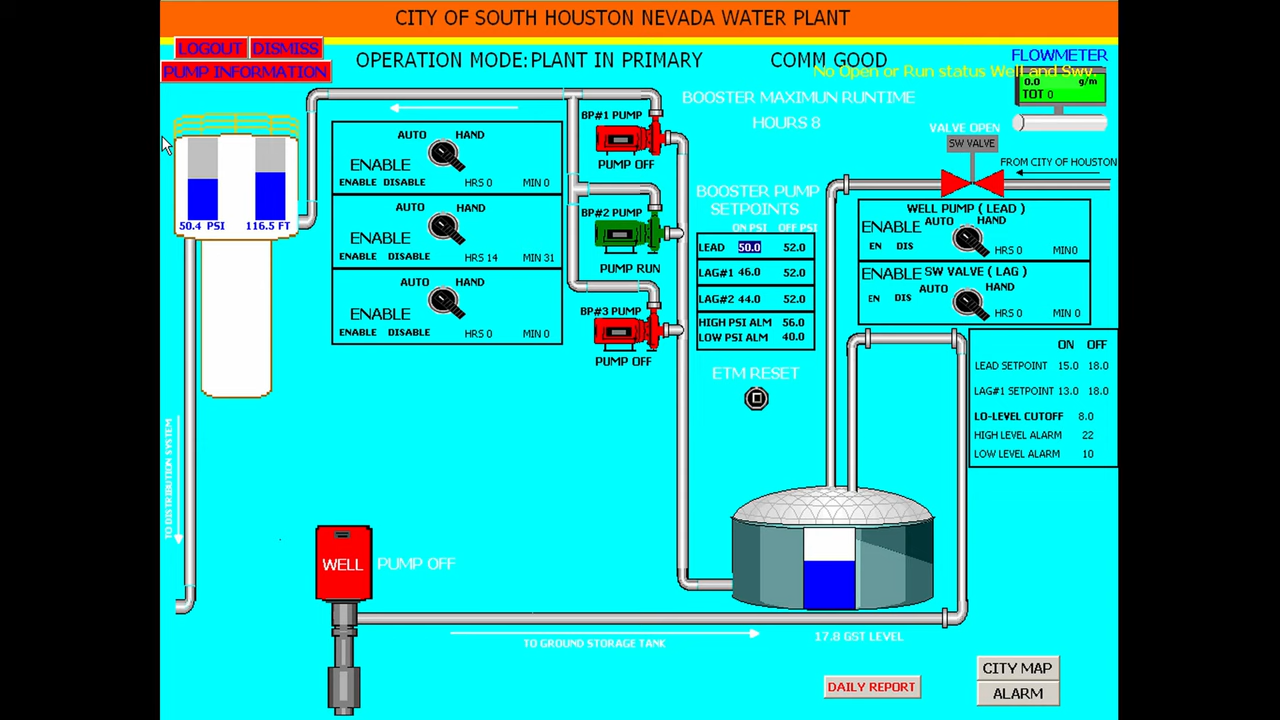 CITY OF SOUTH HOUSTON NEVADA WATER PLANT
LOGOUT DISMISS
PUMP INFORMATION
OPERATION MODE:PLANT IN PRIMARY COMM GOOD
FLOWMETER
No Open or Run status Well and Swv.
0.0 g/m
TOT 0
BOOSTER MAXIMUN RUNTIME
HOURS 8
VALVE OPEN
SW VALVE
FROM CITY OF HOUSTON
50.4 PSI 116.5 FT
AUTO HAND
ENABLE
ENABLE DISABLE HRS 0 MIN 0
AUTO HAND
ENABLE
ENABLE DISABLE HRS 14 MIN 31
AUTO HAND
ENABLE
ENABLE DISABLE HRS 0 MIN 0
BP#1 PUMP
PUMP OFF
BP#2 PUMP
PUMP RUN
BP#3 PUMP
PUMP OFF
BOOSTER PUMP
SETPOINTS
ON PSI OFF PSI
LEAD 50.0 52.0
LAG#1 46.0 52.0
LAG#2 44.0 52.0
HIGH PSI ALM 56.0
LOW PSI ALM 40.0
ETM RESET
WELL PUMP ( LEAD )
ENABLE AUTO HAND
EN DIS HRS 0 MIN0
ENABLE SW VALVE ( LAG )
AUTO HAND
EN DIS HRS 0 MIN 0
ON OFF
LEAD SETPOINT 15.0 18.0
LAG#1 SETPOINT 13.0 18.0
LO-LEVEL CUTOFF 8.0
HIGH LEVEL ALARM 22
LOW LEVEL ALARM 10
TO DISTRIBUTION SYSTEM
WELL PUMP OFF
TO GROUND STORAGE TANK
17.8 GST LEVEL
DAILY REPORT
CITY MAP
ALARM